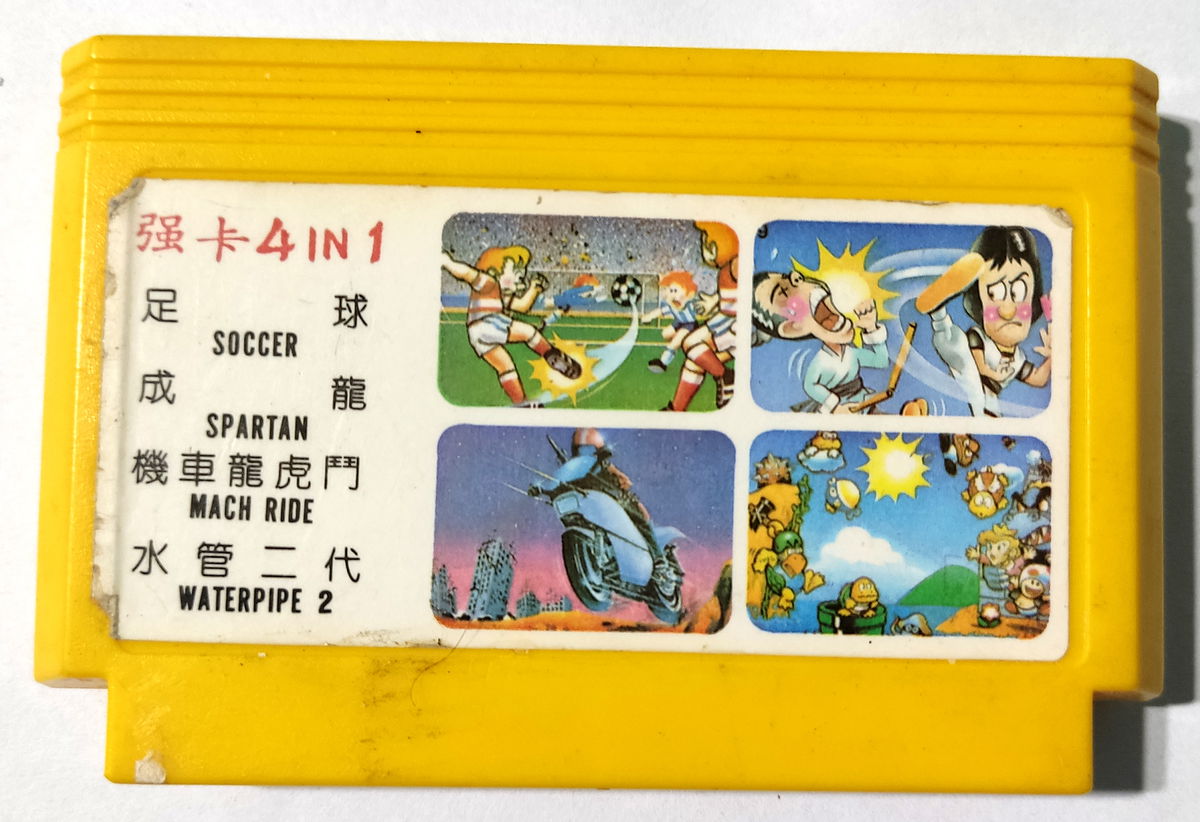 强卡4 IN 1
足球
SOCCER
成龍
SPARTAN
機車龍虎鬥
MACH RIDE
水管二代
WATERPIPE 2